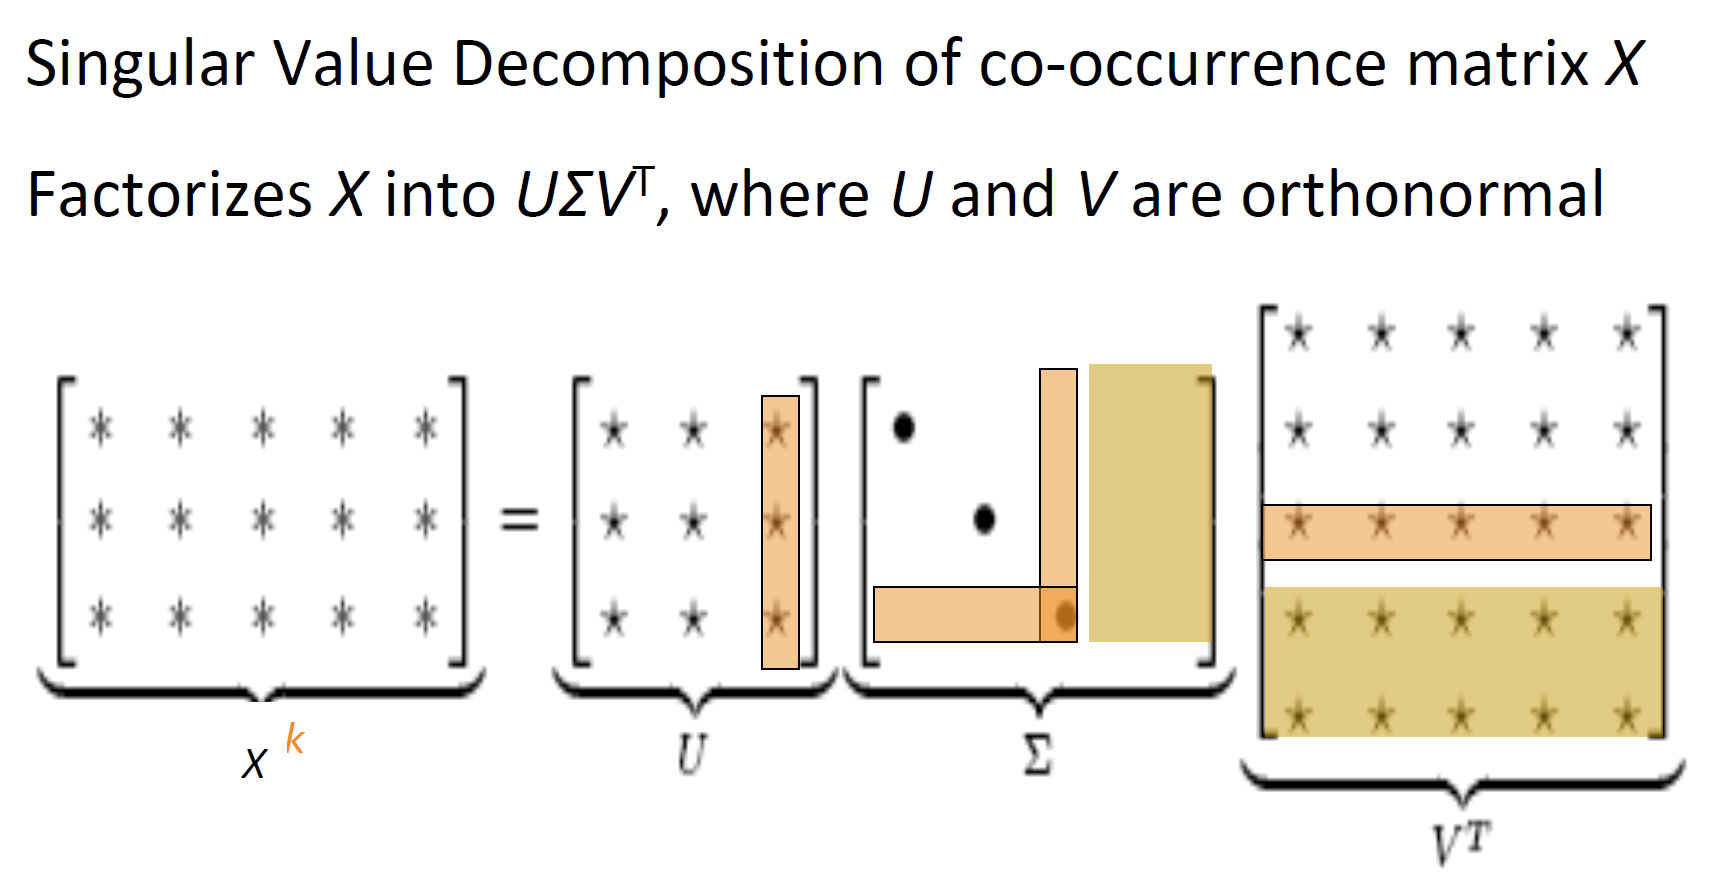 Singular Value Decomposition of co-occurrence matrix X
Factorizes X into UΣVᵀ, where U and V are orthonormal
* * * * *
* * * * *
* * * * *
X k
=
★ ★ ★
★ ★ ★
★ ★ ★
U
●
●
●
Σ
★ ★ ★ ★ ★
★ ★ ★ ★ ★
★ ★ ★ ★ ★
★ ★ ★ ★ ★
★ ★ ★ ★ ★
Vᵀ